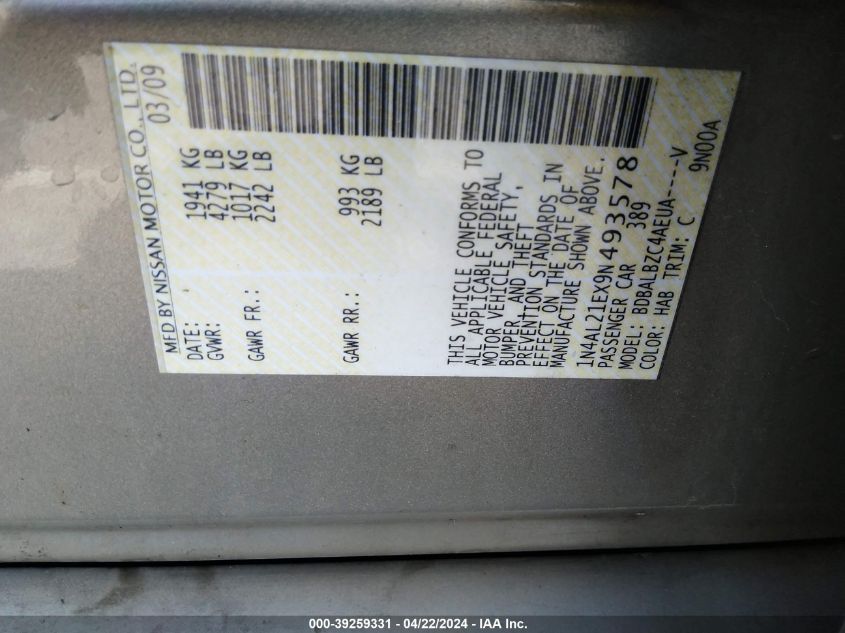 MFD BY NISSAN MOTOR CO., LTD.
DATE: 03/09
GVWR: 1941 KG
4279 LB
GAWR FR.: 1017 KG
2242 LB
GAWR RR.: 993 KG
2189 LB
THIS VEHICLE CONFORMS TO
ALL APPLICABLE FEDERAL
MOTOR VEHICLE SAFETY,
BUMPER, AND THEFT
PREVENTION STANDARDS IN
EFFECT ON THE DATE OF
MANUFACTURE SHOWN ABOVE.
1N4AL21EX9N493578
PASSENGER CAR 389
MODEL: BDBALBZC4AEUA-----V
COLOR: HAB TRIM: C 9N00A
000-39259331 - 04/22/2024 - IAA Inc.